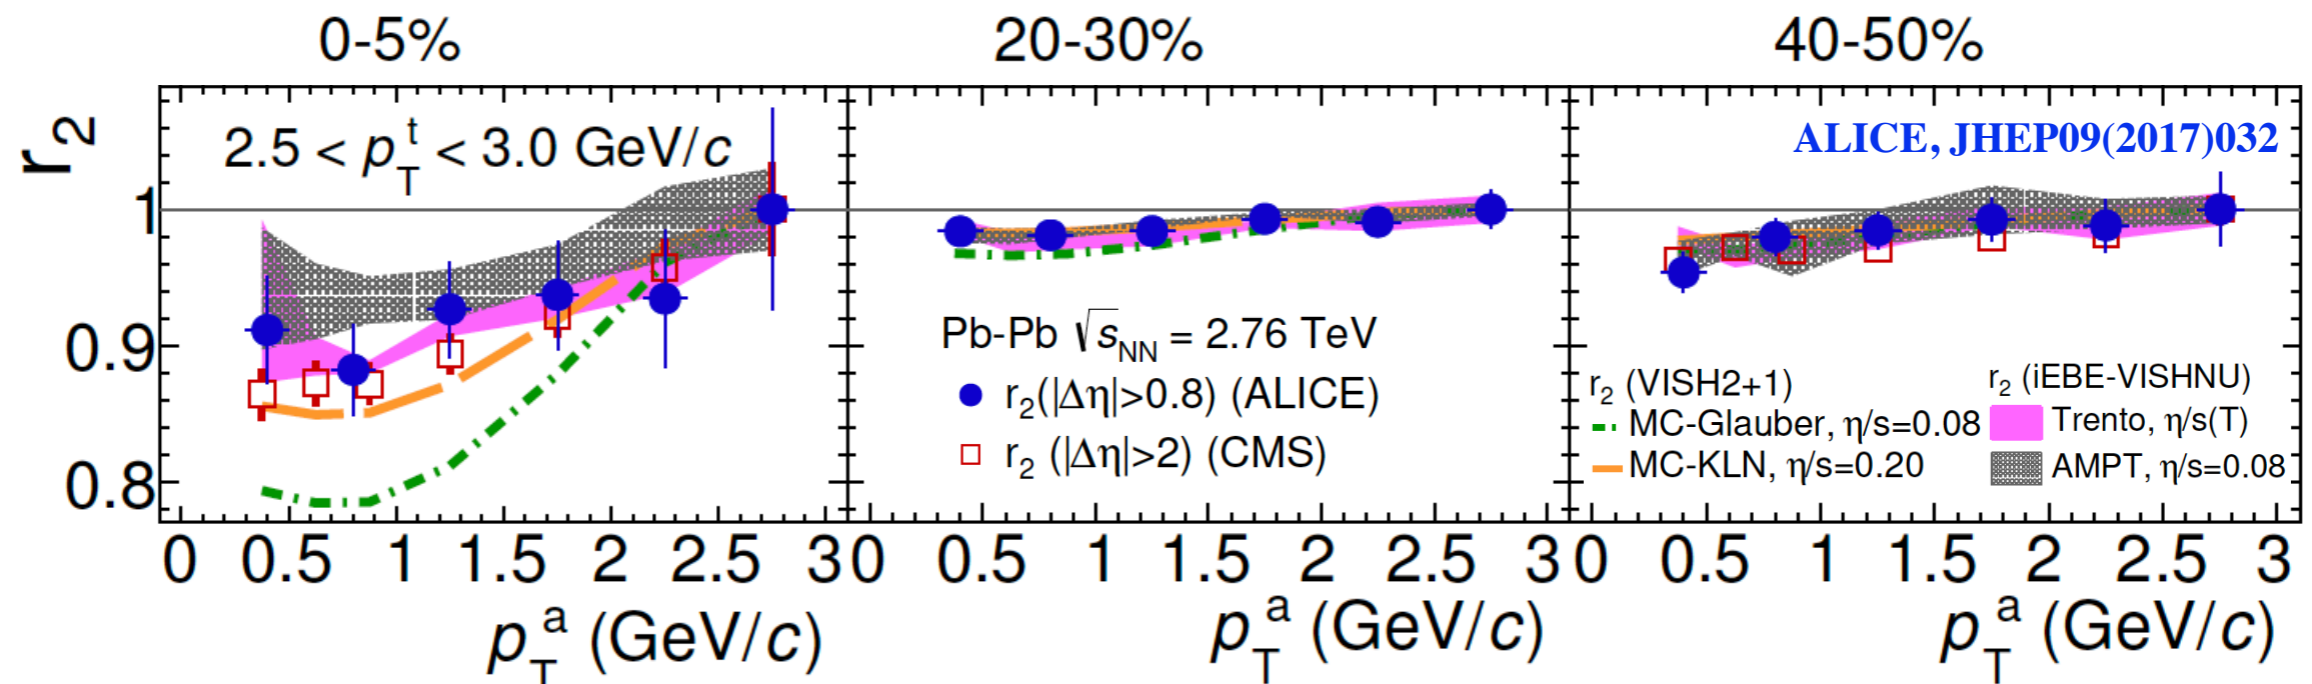 0-5%
20-30%
40-50%
r2
2.5 < p_T^t < 3.0 GeV/c
ALICE, JHEP09(2017)032
1
0.9
0.8
Pb-Pb √s_NN = 2.76 TeV
r2(|Δη|>0.8) (ALICE)
r2 (|Δη|>2) (CMS)
r2 (VISH2+1)
MC-Glauber, η/s=0.08
MC-KLN, η/s=0.20
r2 (iEBE-VISHNU)
Trento, η/s(T)
AMPT, η/s=0.08
0 0.5 1 1.5 2 2.5 3
0 0.5 1 1.5 2 2.5 3
0 0.5 1 1.5 2 2.5 3
p_T^a (GeV/c)
p_T^a (GeV/c)
p_T^a (GeV/c)